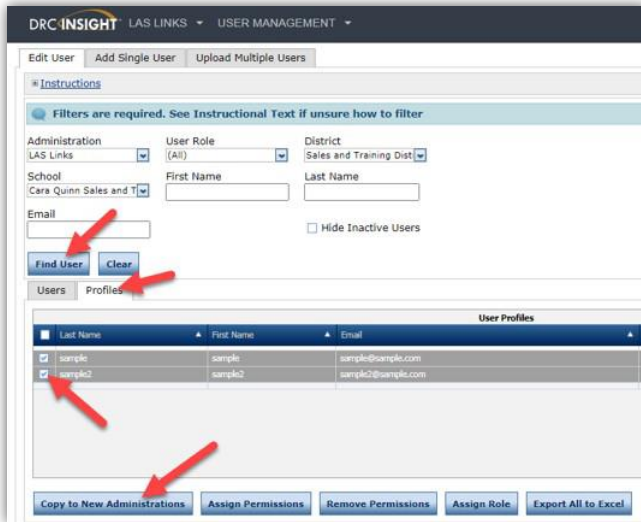 DRC INSIGHT LAS LINKS USER MANAGEMENT
Edit User Add Single User Upload Multiple Users
Instructions
Filters are required. See Instructional Text if unsure how to filter
Administration User Role District
LAS Links (All) Sales and Training Dist
School First Name Last Name
Cara Quinn Sales and T
Email
Hide Inactive Users
Find User Clear
Users Profiles
User Profiles
Last Name First Name Email
sample sample sample@sample.com
sample2 sample2 sample2@sample.com
Copy to New Administrations Assign Permissions Remove Permissions Assign Role Export All to Excel